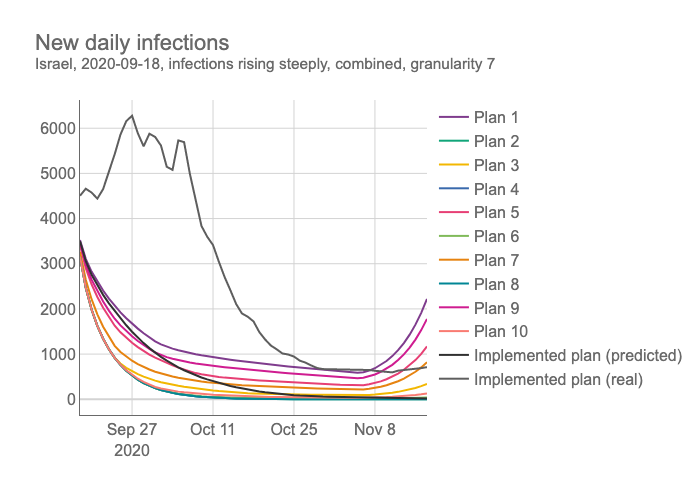 New daily infections
Israel, 2020-09-18, infections rising steeply, combined, granularity 7
6000
5000
4000
3000
2000
1000
0
Sep 27
2020
Oct 11
Oct 25
Nov 8
Plan 1
Plan 2
Plan 3
Plan 4
Plan 5
Plan 6
Plan 7
Plan 8
Plan 9
Plan 10
Implemented plan (predicted)
Implemented plan (real)